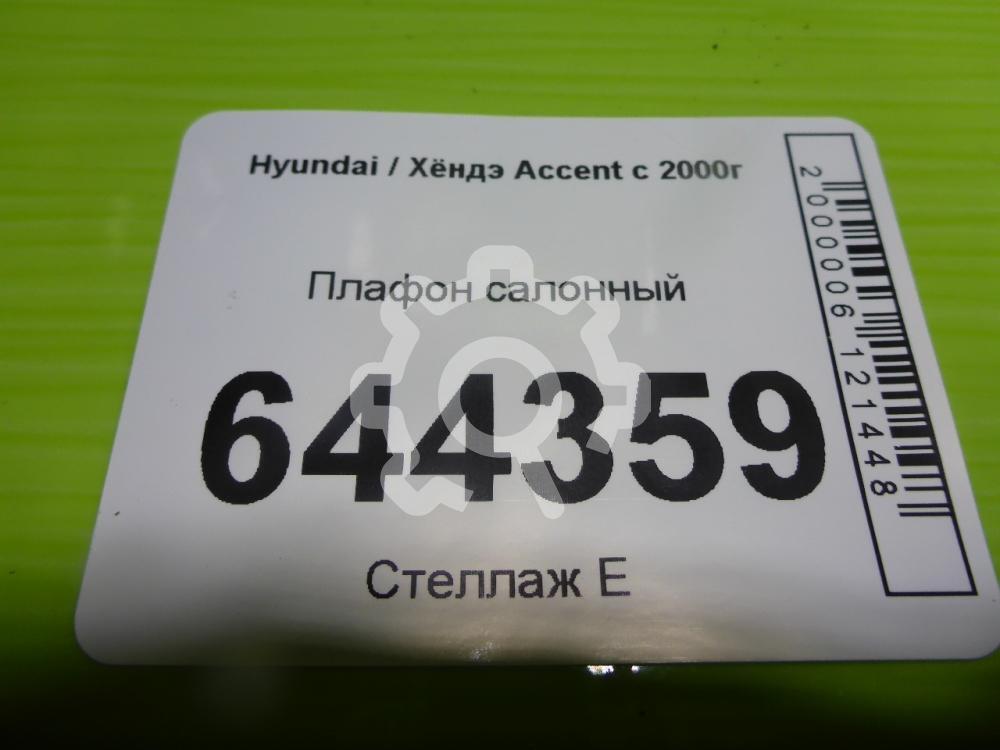 Hyundai / Хёндэ Accent с 2000г
Плафон салонный
644359
Стеллаж Е
2000006121448